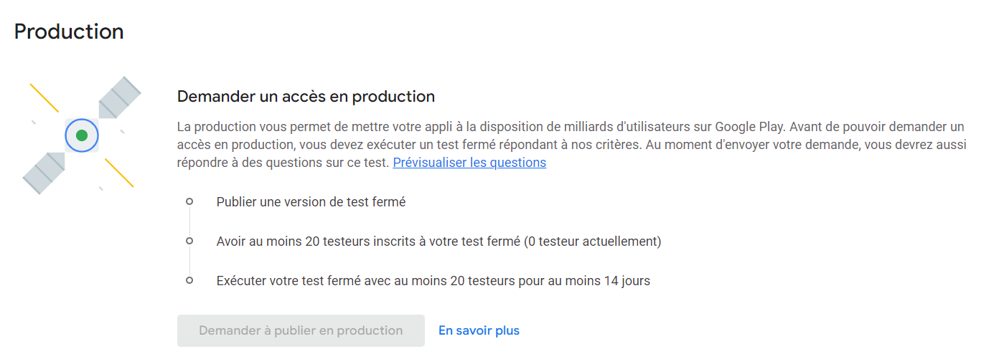 Production
Demander un accès en production
La production vous permet de mettre votre appli à la disposition de milliards d'utilisateurs sur Google Play. Avant de pouvoir demander un
accès en production, vous devez exécuter un test fermé répondant à nos critères. Au moment d'envoyer votre demande, vous devrez aussi
répondre à des questions sur ce test. Prévisualiser les questions
Publier une version de test fermé
Avoir au moins 20 testeurs inscrits à votre test fermé (0 testeur actuellement)
Exécuter votre test fermé avec au moins 20 testeurs pour au moins 14 jours
Demander à publier en production
En savoir plus